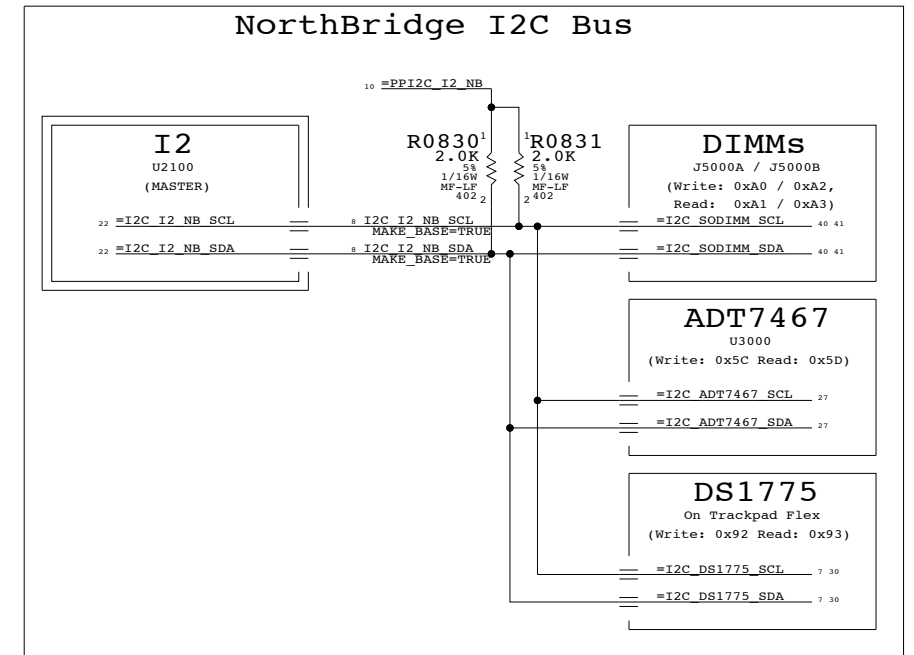 NorthBridge I2C Bus
10 =PPI2C_I2_NB
I2
U2100
(MASTER)
22 =I2C_I2_NB_SCL
22 =I2C_I2_NB_SDA
R0830 1
2.0K
5%
1/16W
MF-LF
402 2
1 R0831
2.0K
5%
1/16W
MF-LF
2 402
8 I2C_I2_NB_SCL
MAKE_BASE=TRUE
8 I2C_I2_NB_SDA
MAKE_BASE=TRUE
DIMMs
J5000A / J5000B
(Write: 0xA0 / 0xA2,
Read: 0xA1 / 0xA3)
=I2C_SODIMM_SCL 40 41
=I2C_SODIMM_SDA 40 41
ADT7467
U3000
(Write: 0x5C Read: 0x5D)
=I2C_ADT7467_SCL 27
=I2C_ADT7467_SDA 27
DS1775
On Trackpad Flex
(Write: 0x92 Read: 0x93)
=I2C_DS1775_SCL 7 30
=I2C_DS1775_SDA 7 30